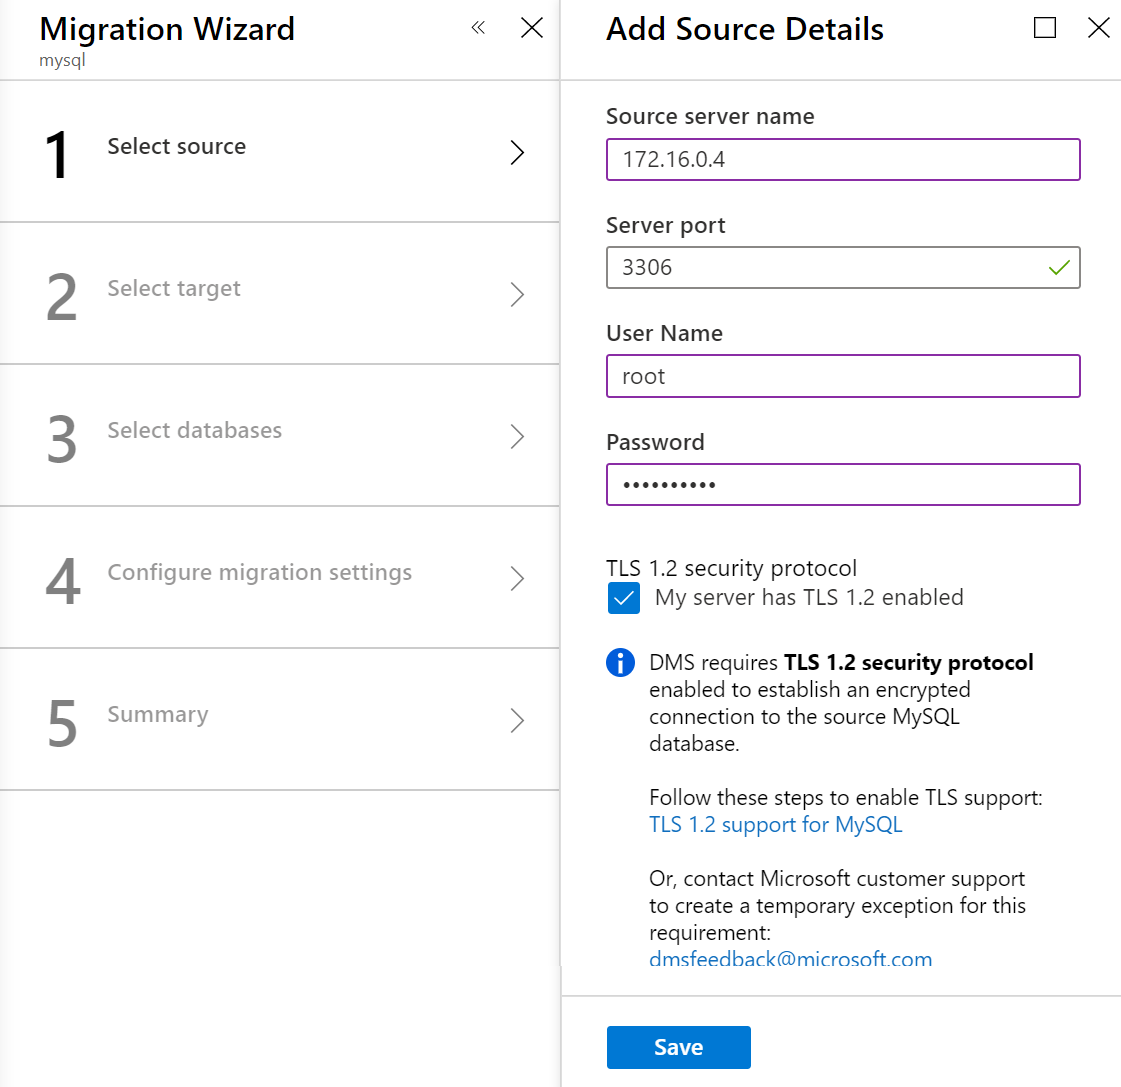 Migration Wizard
mysql
1 Select source
2 Select target
3 Select databases
4 Configure migration settings
5 Summary
Add Source Details
Source server name
172.16.0.4
Server port
3306
User Name
root
Password
••••••••••
TLS 1.2 security protocol
My server has TLS 1.2 enabled
DMS requires TLS 1.2 security protocol
enabled to establish an encrypted
connection to the source MySQL
database.
Follow these steps to enable TLS support:
TLS 1.2 support for MySQL
Or, contact Microsoft customer support
to create a temporary exception for this
requirement:
dmsfeedback@microsoft.com
Save